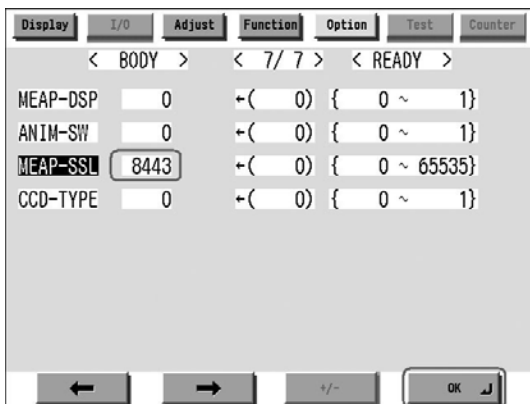 Display I/O Adjust Function Option Test Counter
< BODY > < 7/ 7 > < READY >
MEAP-DSP 0 ←( 0) { 0 ~ 1}
ANIM-SW 0 ←( 0) { 0 ~ 1}
MEAP-SSL 8443 ←( 0) { 0 ~ 65535}
CCD-TYPE 0 ←( 0) { 0 ~ 1}
← → +/- OK ↵